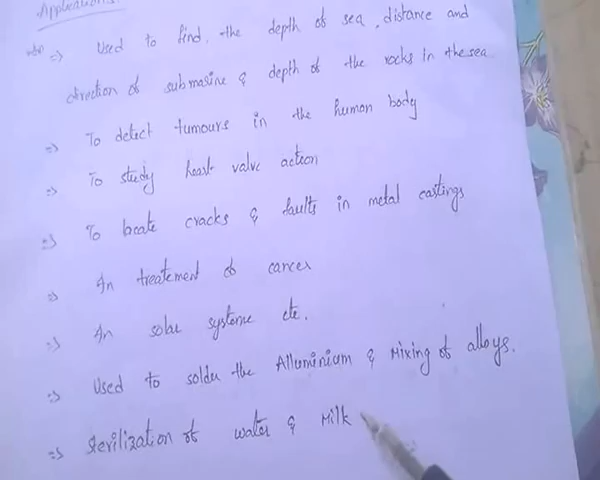 Applications:
=> Used to find. the depth of sea, distance and
direction of submarine & depth of the rocks in the sea
=> To detect tumours in the human body
=> To study heart valve action
=> To locate cracks & faults in metal castings
=> In treatement of cancer
=> In solar systeme etc.
=> Used to solder the Alluminium & Mixing of alloys.
=> Sterilization of water & Milk